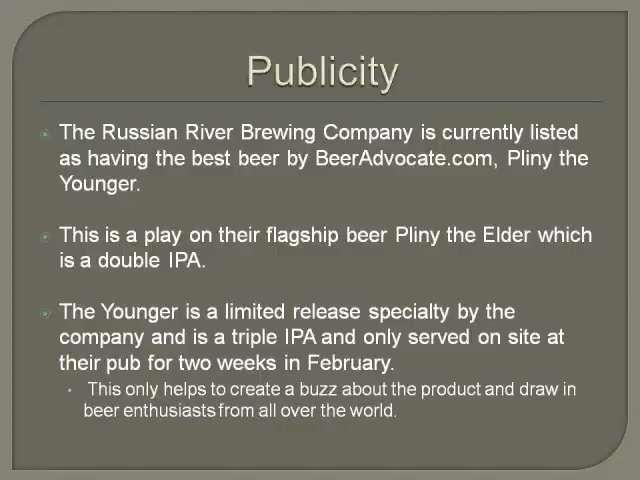 Publicity
The Russian River Brewing Company is currently listed
as having the best beer by BeerAdvocate.com, Pliny the
Younger.
This is a play on their flagship beer Pliny the Elder which
is a double IPA.
The Younger is a limited release specialty by the
company and is a triple IPA and only served on site at
their pub for two weeks in February.
This only helps to create a buzz about the product and draw in
beer enthusiasts from all over the world.